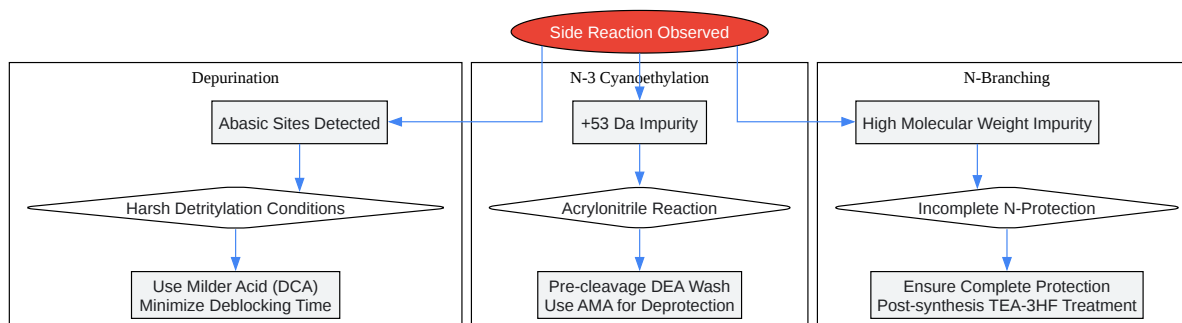 Side Reaction Observed
Depurination
N-3 Cyanoethylation
N-Branching
Abasic Sites Detected
+53 Da Impurity
High Molecular Weight Impurity
Harsh Detritylation Conditions
Acrylonitrile Reaction
Incomplete N-Protection
Use Milder Acid (DCA)
Minimize Deblocking Time
Pre-cleavage DEA Wash
Use AMA for Deprotection
Ensure Complete Protection
Post-synthesis TEA-3HF Treatment